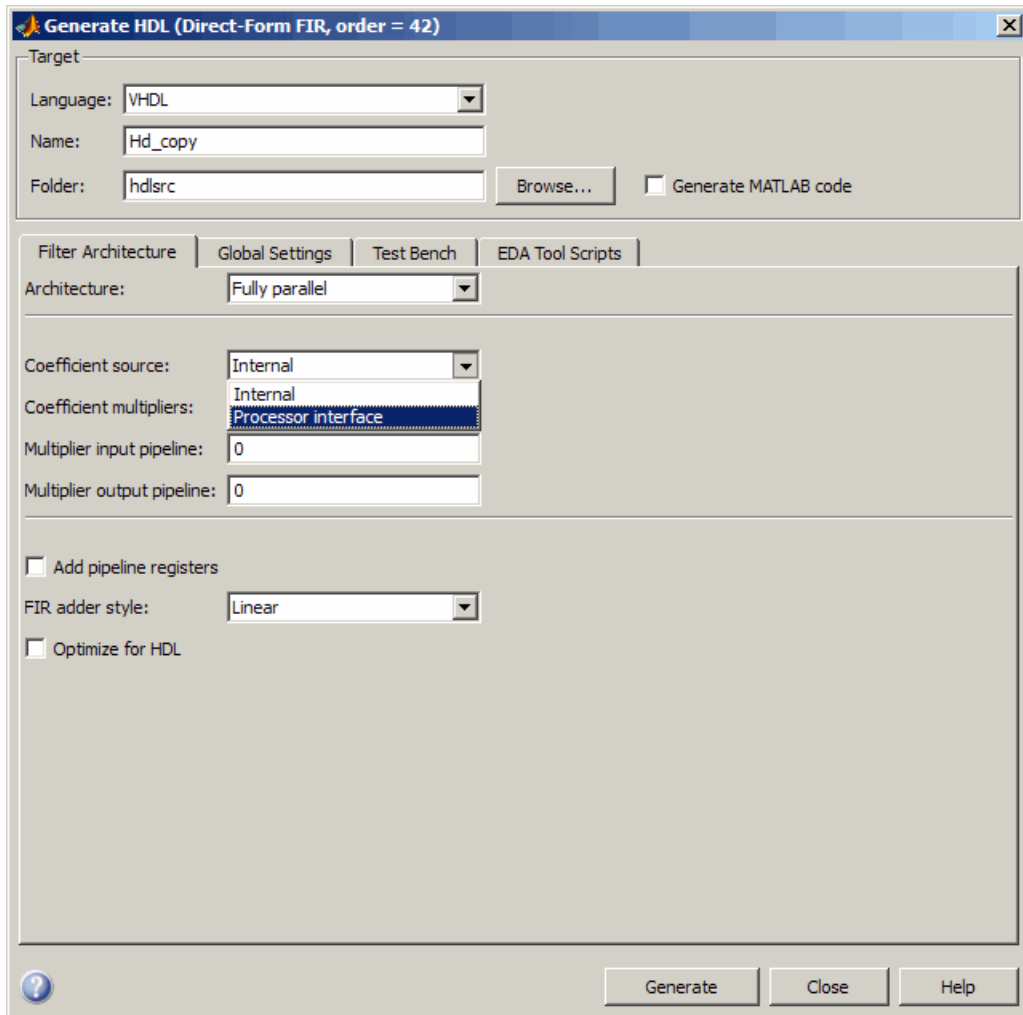 Generate HDL (Direct-Form FIR, order = 42)
Target
Language: VHDL
Name: Hd_copy
Folder: hdlsrc Browse... Generate MATLAB code
Filter Architecture Global Settings Test Bench EDA Tool Scripts
Architecture: Fully parallel
Coefficient source: Internal
Internal
Coefficient multipliers:
Processor interface
Multiplier input pipeline: 0
Multiplier output pipeline: 0
Add pipeline registers
FIR adder style: Linear
Optimize for HDL
? Generate Close Help